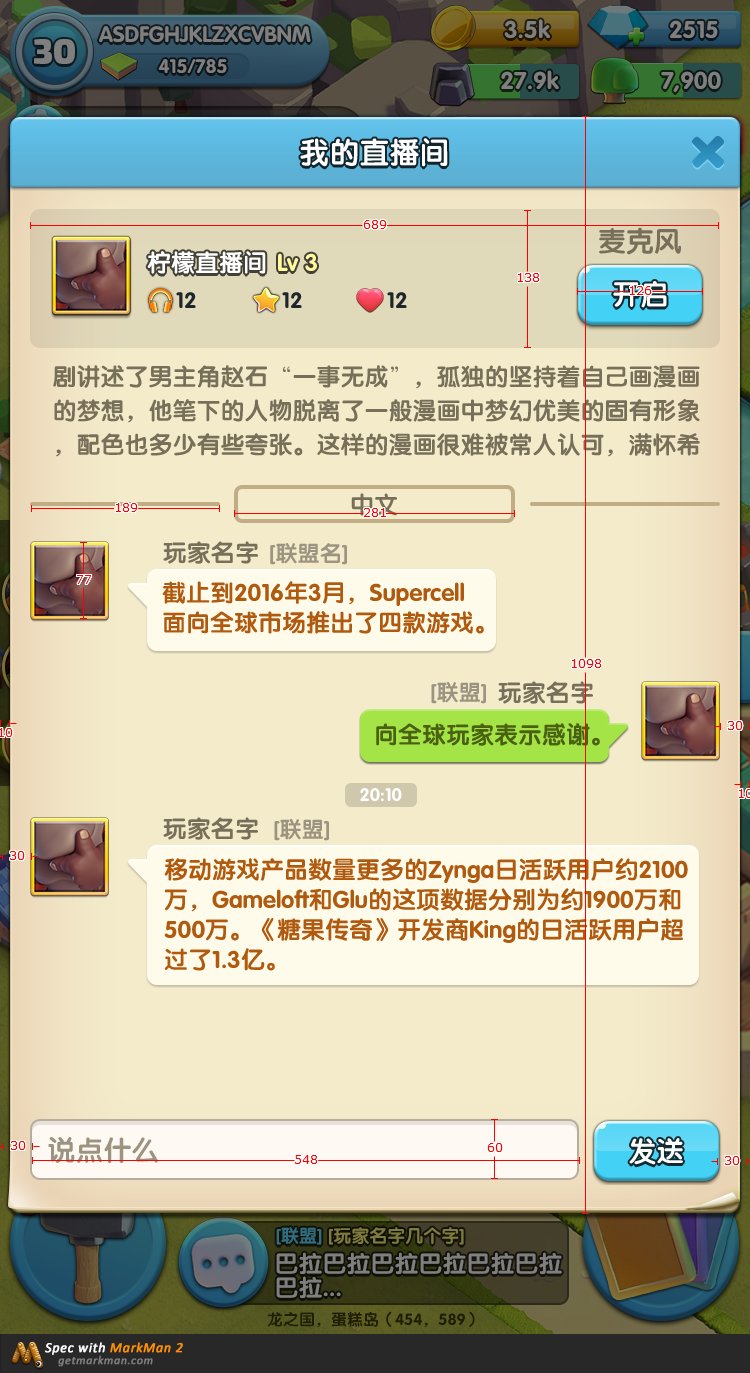 30
ASDFGHJKLZXCVBNM
415/785
3.5k
2515
27.9k
7,900
我的直播间
689
138
柠檬直播间 Lv 3
12
12
12
麦克风
开启
126
剧讲述了男主角赵石“一事无成”，孤独的坚持着自己画漫画
的梦想，他笔下的人物脱离了一般漫画中梦幻优美的固有形象
，配色也多少有些夸张。这样的漫画很难被常人认可，满怀希
189
中文
281
77
玩家名字 [联盟名]
截止到2016年3月，Supercell
面向全球市场推出了四款游戏。
1098
[联盟] 玩家名字
向全球玩家表示感谢。
30
10
20:10
10
30
玩家名字 [联盟]
移动游戏产品数量更多的Zynga日活跃用户约2100
万，Gameloft和Glu的这项数据分别为约1900万和
500万。《糖果传奇》开发商King的日活跃用户超
过了1.3亿。
30
说点什么
548
60
发送
30
[联盟] [玩家名字几个字]
巴拉巴拉巴拉巴拉巴拉巴拉
巴拉...
龙之国，蛋糕岛（454，589）
Spec with MarkMan 2
getmarkman.com